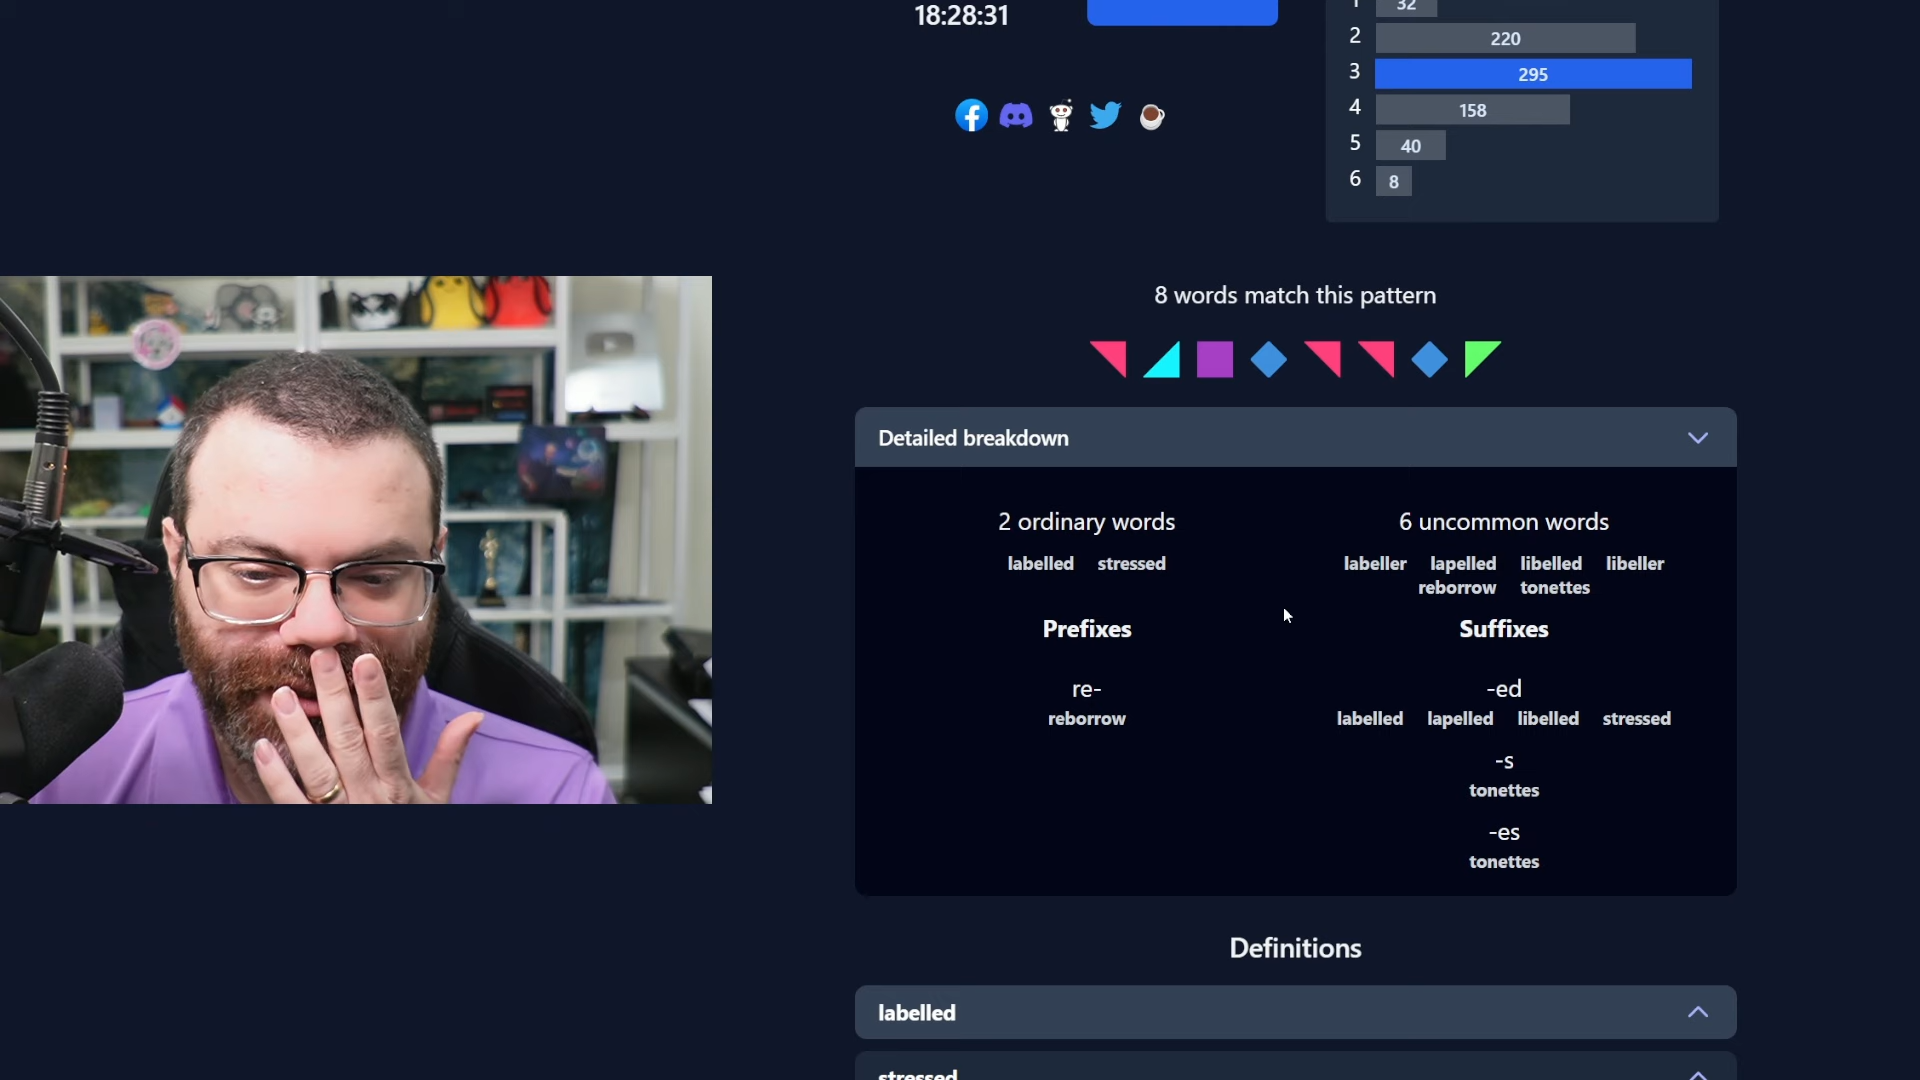 18:28:31
1 32
2 220
3 295
4 158
5 40
6 8
8 words match this pattern
Detailed breakdown
2 ordinary words
labelled stressed
6 uncommon words
labeller lapelled libelled libeller
reborrow tonettes
Prefixes
re-
reborrow
Suffixes
-ed
labelled lapelled libelled stressed
-s
tonettes
-es
tonettes
Definitions
labelled
stressed